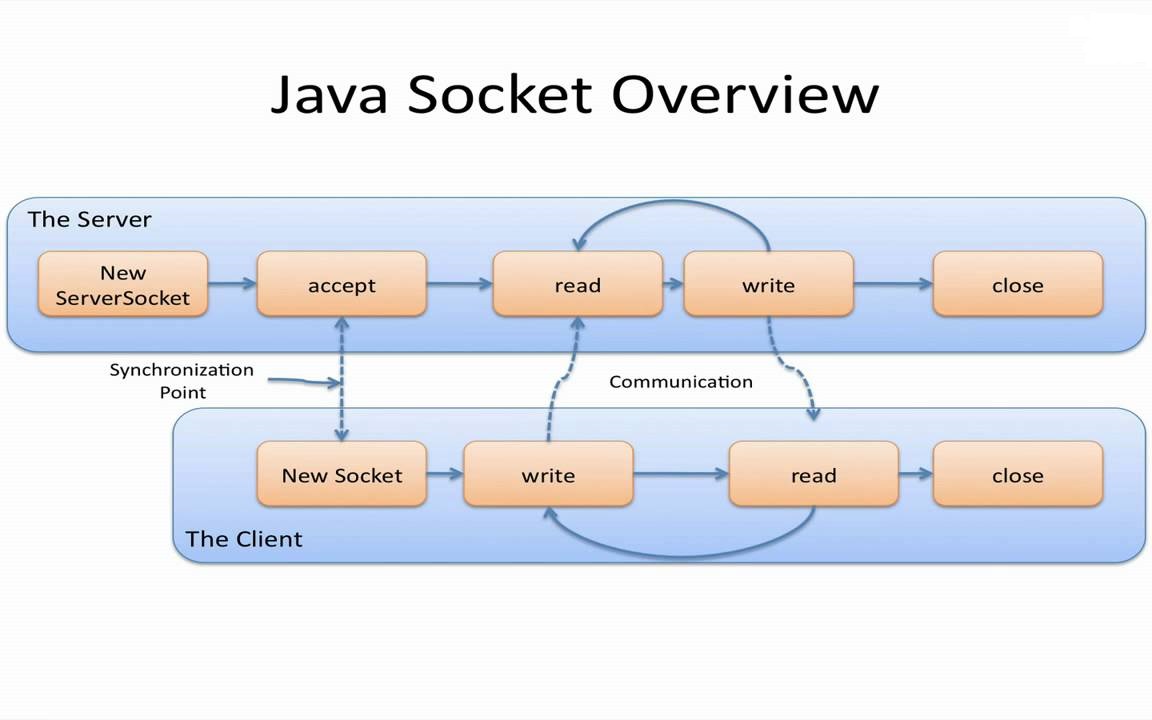 Java Socket Overview
The Server
New
ServerSocket
accept
read
write
close
Synchronization
Point
Communication
New Socket
write
read
close
The Client